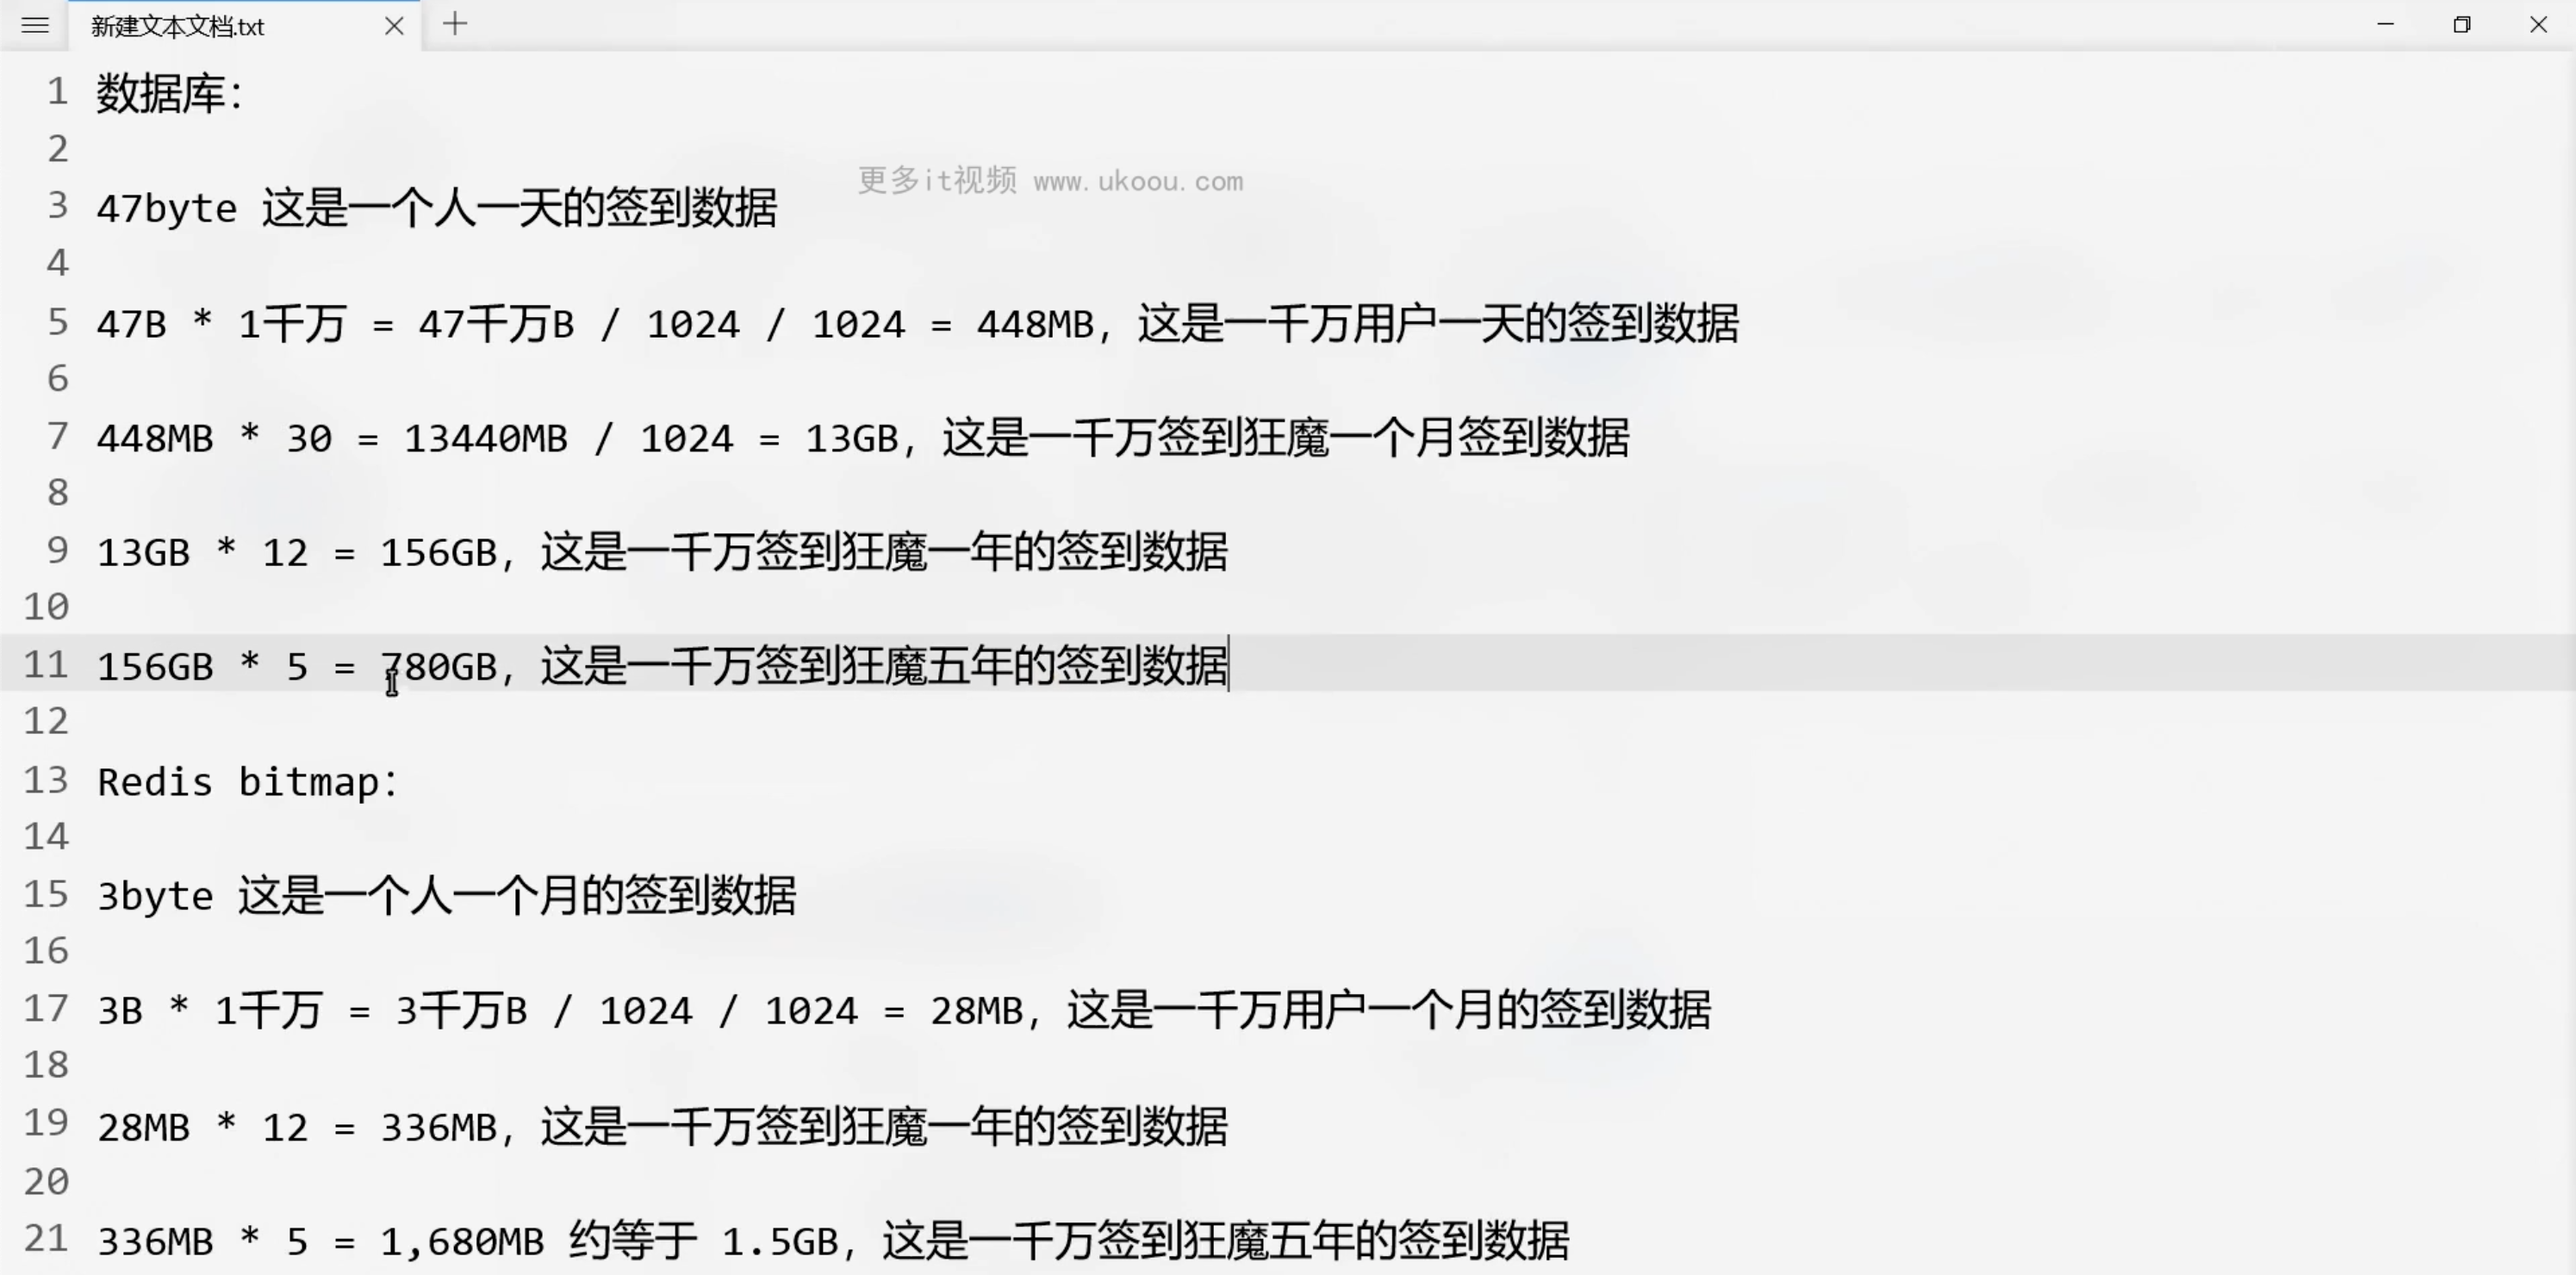 新建文本文档.txt
1 数据库：
2
更多it视频 www.ukoou.com
3 47byte 这是一个人一天的签到数据
4
5 47B * 1千万 = 47千万B / 1024 / 1024 = 448MB，这是一千万用户一天的签到数据
6
7 448MB * 30 = 13440MB / 1024 = 13GB，这是一千万签到狂魔一个月签到数据
8
9 13GB * 12 = 156GB，这是一千万签到狂魔一年的签到数据
10
11 156GB * 5 = 780GB，这是一千万签到狂魔五年的签到数据
12
13 Redis bitmap：
14
15 3byte 这是一个人一个月的签到数据
16
17 3B * 1千万 = 3千万B / 1024 / 1024 = 28MB，这是一千万用户一个月的签到数据
18
19 28MB * 12 = 336MB，这是一千万签到狂魔一年的签到数据
20
21 336MB * 5 = 1,680MB 约等于 1.5GB，这是一千万签到狂魔五年的签到数据